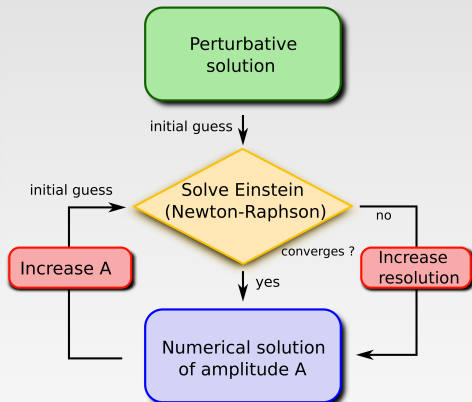 Perturbative
solution
initial guess
initial guess
Solve Einstein
(Newton-Raphson)
no
converges ?
Increase A
Increase
resolution
yes
Numerical solution
of amplitude A